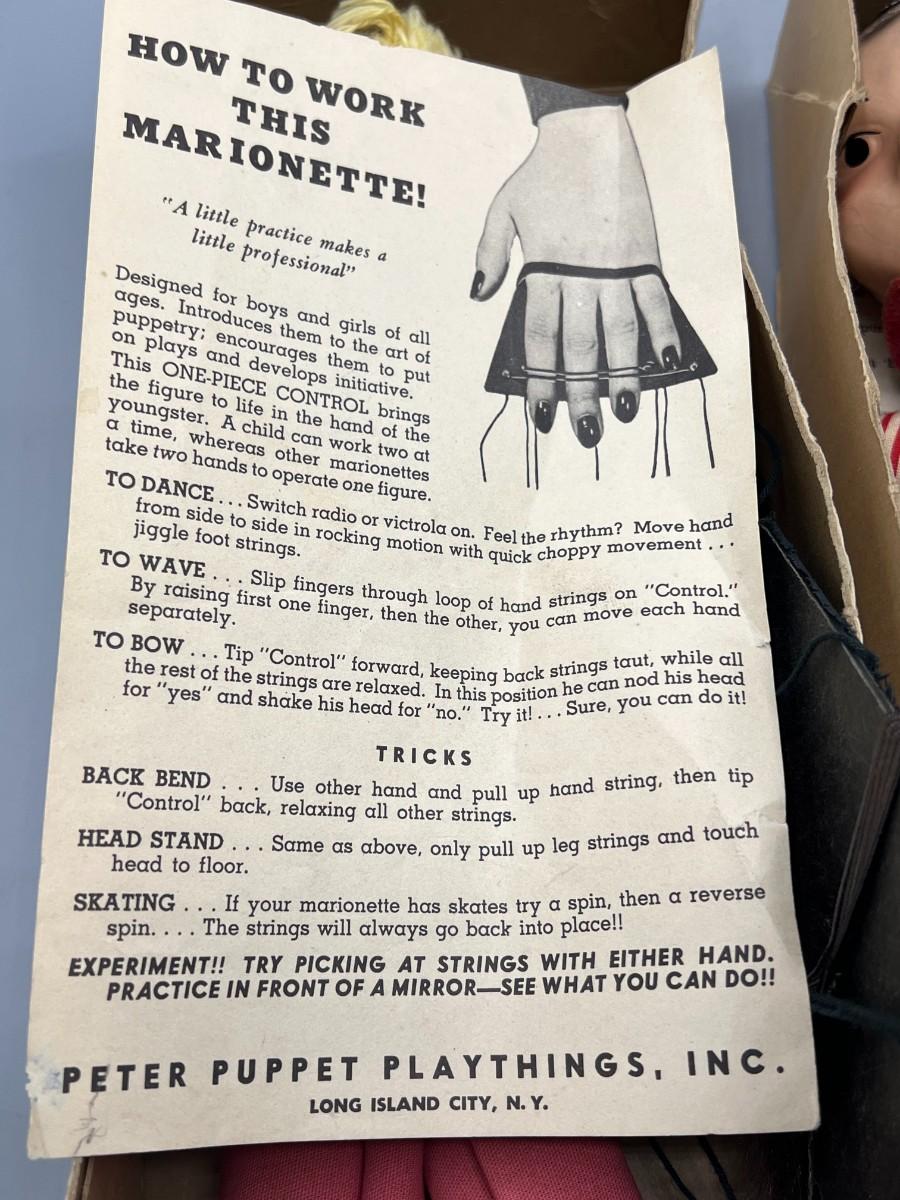 HOW TO WORK
THIS
MARIONETTE!
"A little practice makes a
little professional"
Designed for boys and girls of all
ages. Introduces them to the art of
puppetry; encourages them to put
on plays and develops initiative.
This ONE-PIECE CONTROL brings
the figure to life in the hand of the
youngster. A child can work two at
a time, whereas other marionettes
take two hands to operate one figure.
TO DANCE . . . Switch radio or victrola on. Feel the rhythm? Move hand
from side to side in rocking motion with quick choppy movement . . .
jiggle foot strings.
TO WAVE . . . Slip fingers through loop of hand strings on "Control."
By raising first one finger, then the other, you can move each hand
separately.
TO BOW . . . Tip "Control" forward, keeping back strings taut, while all
the rest of the strings are relaxed. In this position he can nod his head
for "yes" and shake his head for "no." Try it! . . . Sure, you can do it!
TRICKS
BACK BEND . . . Use other hand and pull up hand string, then tip
"Control" back, relaxing all other strings.
HEAD STAND . . . Same as above, only pull up leg strings and touch
head to floor.
SKATING . . . If your marionette has skates try a spin, then a reverse
spin. . . . The strings will always go back into place!!
EXPERIMENT!! TRY PICKING AT STRINGS WITH EITHER HAND.
PRACTICE IN FRONT OF A MIRROR—SEE WHAT YOU CAN DO!!
PETER PUPPET PLAYTHINGS, INC.
LONG ISLAND CITY, N. Y.